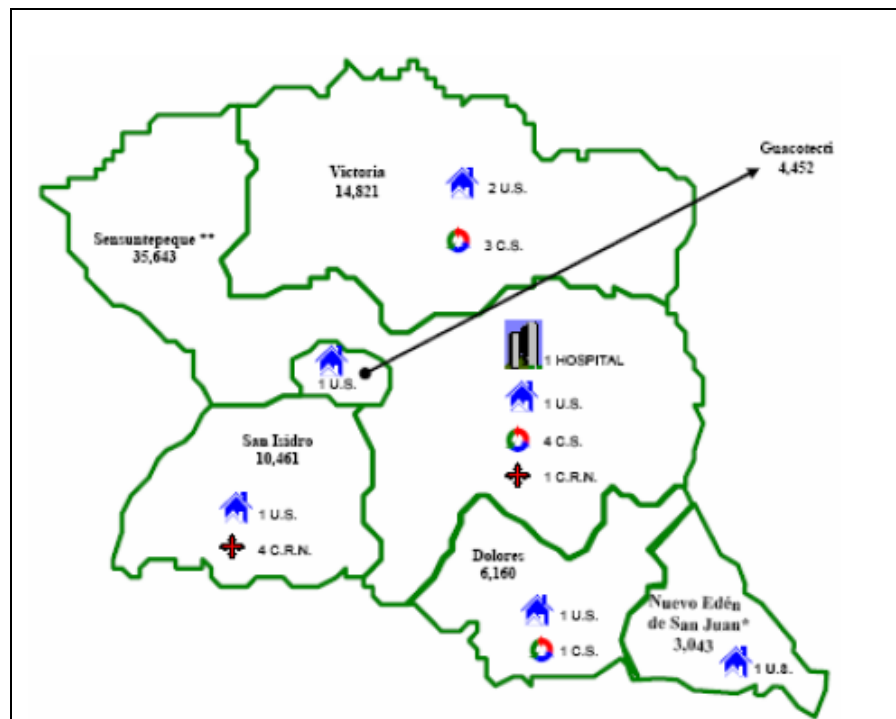 Guacotecti
4,452
Victoria
14,821
2 U.S.
3 C.S.
Sensuntepeque **
35,643
1 HOSPITAL
1 U.S.
4 C.S.
1 C.R.N.
1 U.S.
San Isidro
10,461
1 U.S.
4 C.R.N.
Dolores
6,160
1 U.S.
1 C.S.
Nuevo Edén
de San Juan*
3,043
1 U.S.